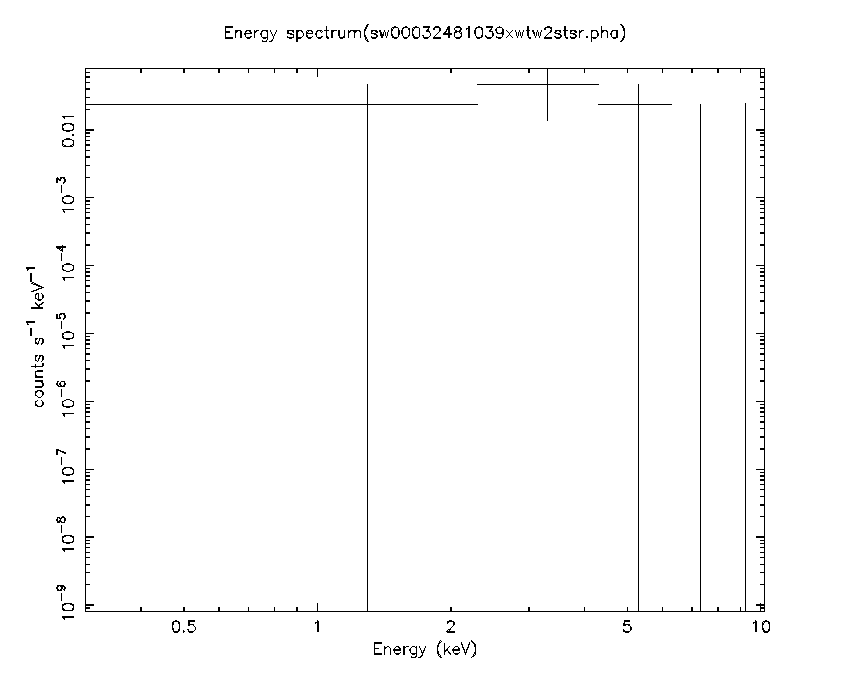 Energy spectrum(sw00032481039xwtw2stsr.pha)
counts s⁻¹ keV⁻¹
0.01
10⁻³
10⁻⁴
10⁻⁵
10⁻⁶
10⁻⁷
10⁻⁸
10⁻⁹
0.5 1 2 5 10
Energy (keV)